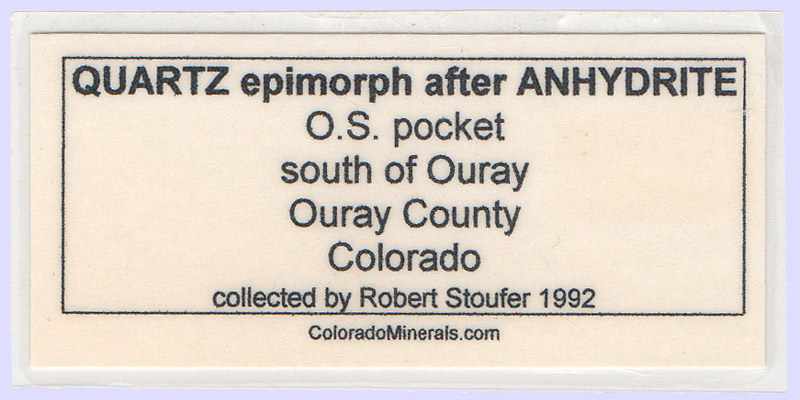 QUARTZ epimorph after ANHYDRITE
O.S. pocket
south of Ouray
Ouray County
Colorado
collected by Robert Stoufer 1992
ColoradoMinerals.com